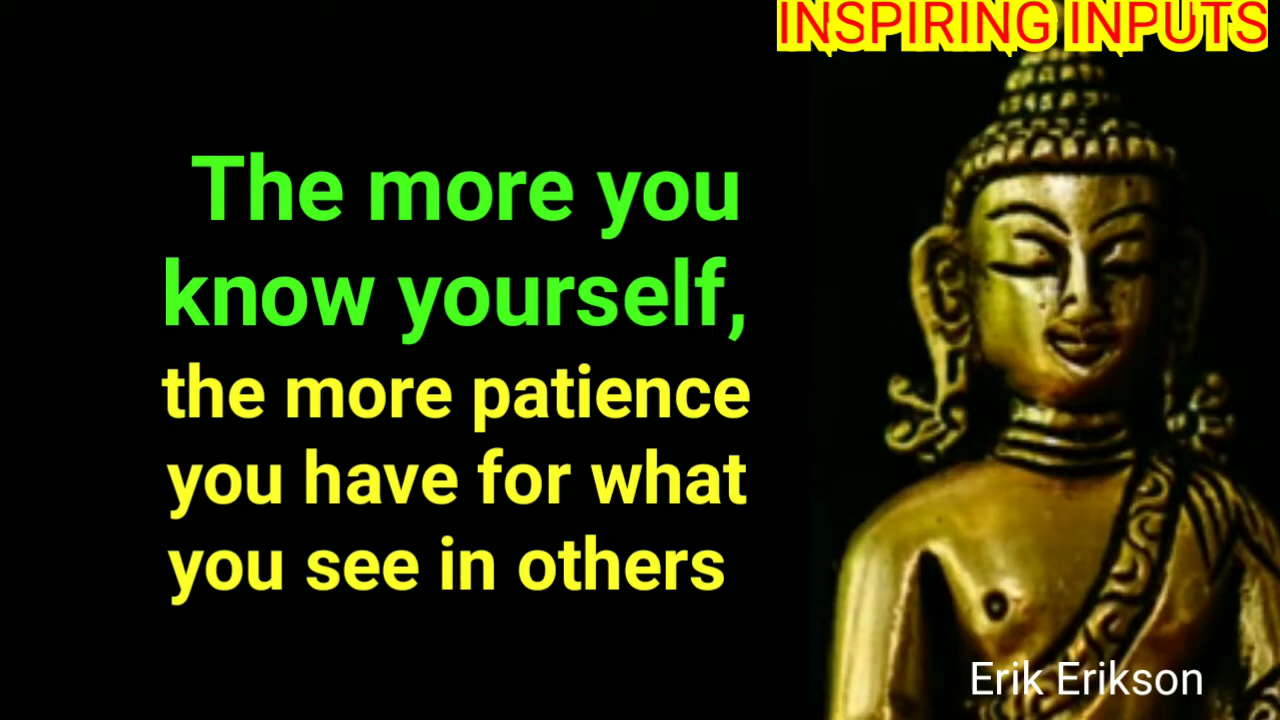 INSPIRING INPUTS
The more you
know yourself,
the more patience
you have for what
you see in others
Erik Erikson